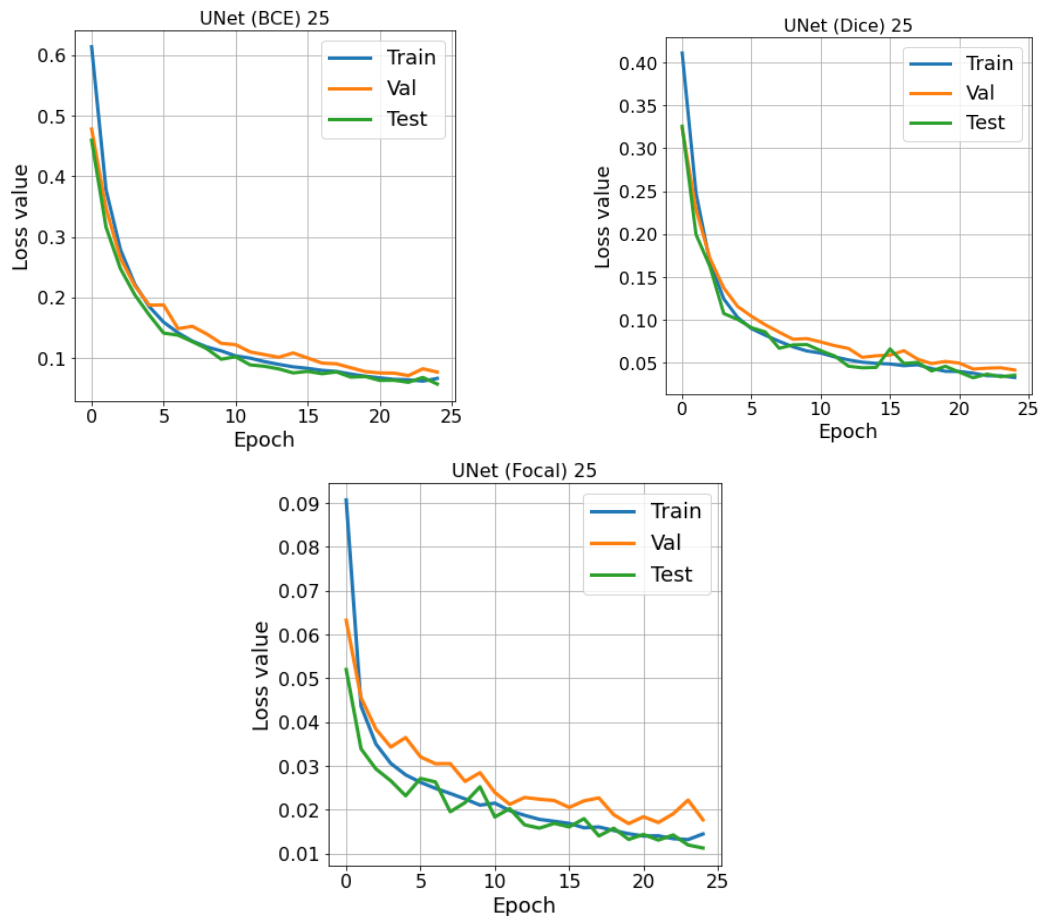 UNet (BCE) 25
Loss value
0.6
0.5
0.4
0.3
0.2
0.1
Train
Val
Test
0 5 10 15 20 25
Epoch
UNet (Dice) 25
Loss value
0.40
0.35
0.30
0.25
0.20
0.15
0.10
0.05
Train
Val
Test
0 5 10 15 20 25
Epoch
UNet (Focal) 25
Loss value
0.09
0.08
0.07
0.06
0.05
0.04
0.03
0.02
0.01
Train
Val
Test
0 5 10 15 20 25
Epoch